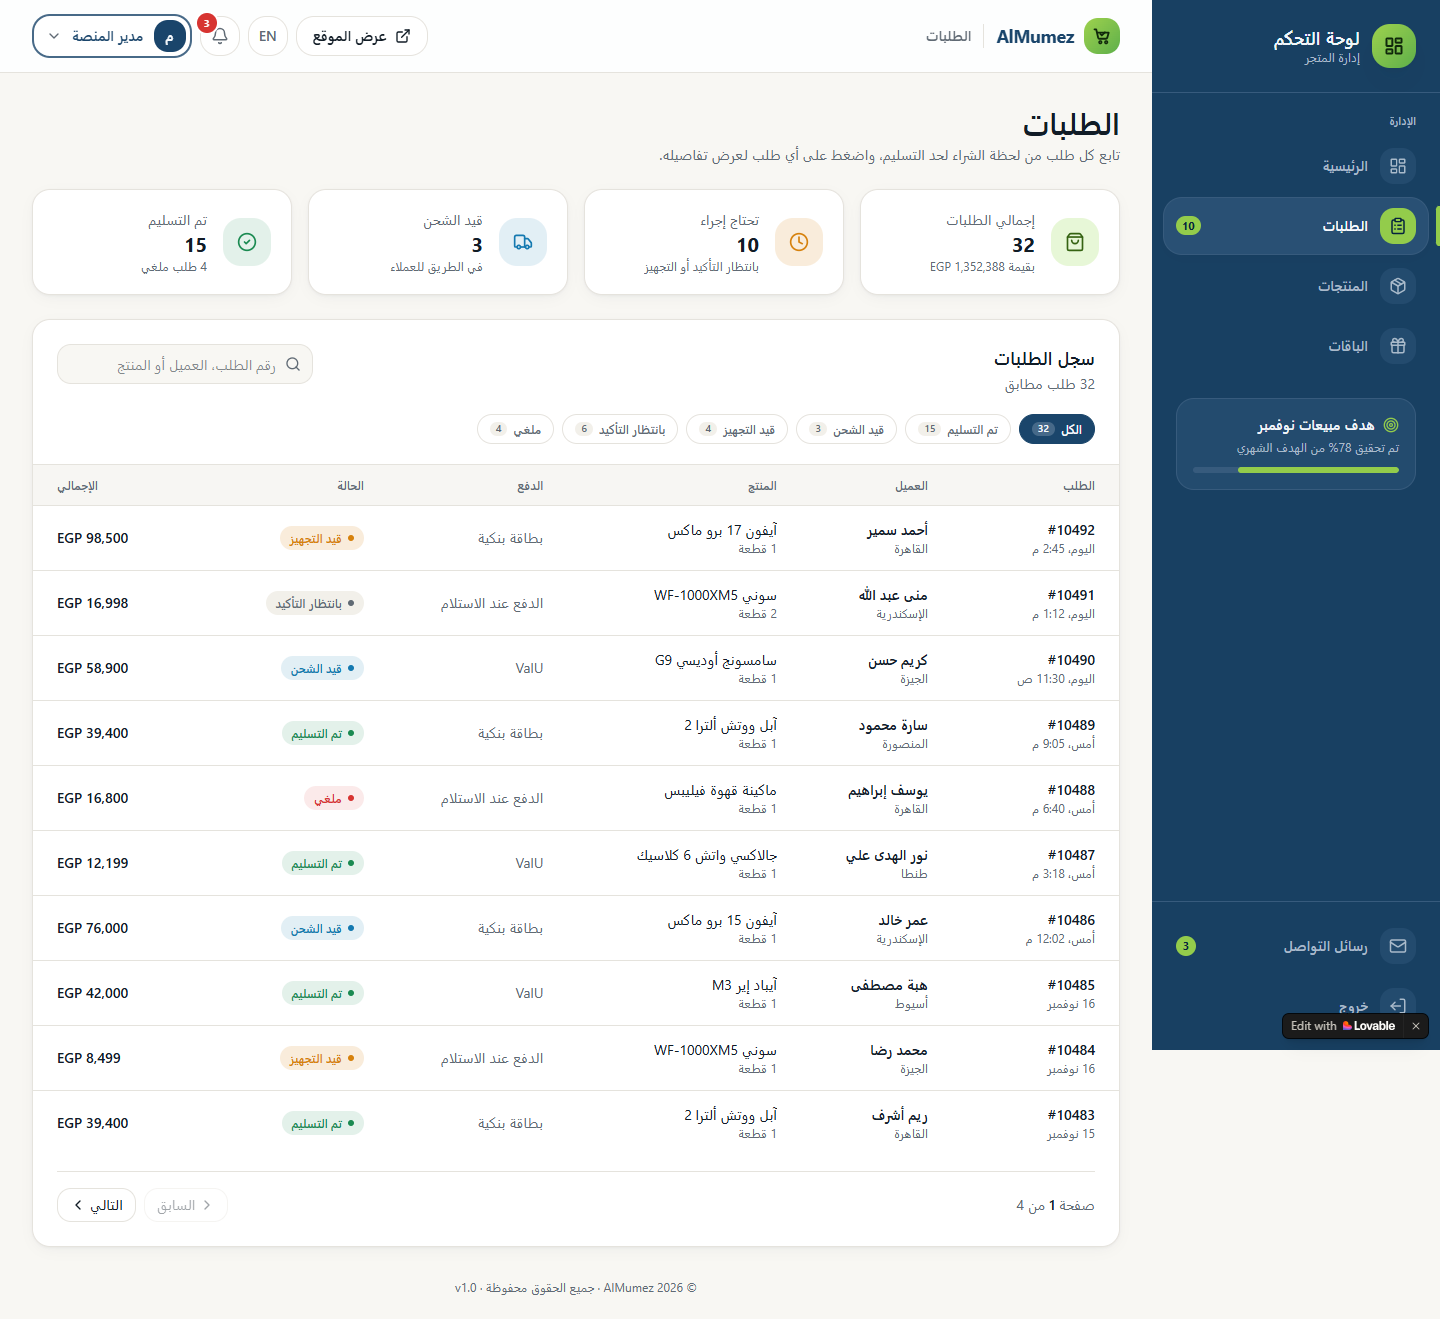 لوحة التحكم
إدارة المتجر
الإدارة
الرئيسية
الطلبات
10
المنتجات
الباقات
هدف مبيعات نوفمبر
تم تحقيق 78% من الهدف الشهري
رسائل التواصل
3
خروج
Edit with Lovable ×
AlMumez
الطلبات
عرض الموقع
EN
3
م
مدير المنصة
الطلبات
تابع كل طلب من لحظة الشراء لحد التسليم، واضغط على أي طلب لعرض تفاصيله.
إجمالي الطلبات
32
بقيمة EGP 1,352,388
تحتاج إجراء
10
بانتظار التأكيد أو التجهيز
قيد الشحن
3
في الطريق للعملاء
تم التسليم
15
4 طلب ملغي
سجل الطلبات
32 طلب مطابق
رقم الطلب، العميل أو المنتج
الكل 32
تم التسليم 15
قيد الشحن 3
قيد التجهيز 4
بانتظار التأكيد 6
ملغي 4
الطلب العميل المنتج الدفع الحالة الإجمالي
#10492 أحمد سمير آيفون 17 برو ماكس بطاقة بنكية قيد التجهيز EGP 98,500
اليوم، 2:45 م القاهرة 1 قطعة
#10491 منى عبد الله سوني WF-1000XM5 الدفع عند الاستلام بانتظار التأكيد EGP 16,998
اليوم، 1:12 م الإسكندرية 2 قطعة
#10490 كريم حسن سامسونج أوديسي G9 ValU قيد الشحن EGP 58,900
اليوم، 11:30 ص الجيزة 1 قطعة
#10489 سارة محمود آبل ووتش ألترا 2 بطاقة بنكية تم التسليم EGP 39,400
أمس، 9:05 م المنصورة 1 قطعة
#10488 يوسف إبراهيم ماكينة قهوة فيليبس الدفع عند الاستلام ملغي EGP 16,800
أمس، 6:40 م القاهرة 1 قطعة
#10487 نور الهدى علي جالاكسي واتش 6 كلاسيك ValU تم التسليم EGP 12,199
أمس، 3:18 م طنطا 1 قطعة
#10486 عمر خالد آيفون 15 برو ماكس بطاقة بنكية قيد الشحن EGP 76,000
أمس، 12:02 م الإسكندرية 1 قطعة
#10485 هبة مصطفى آيباد إير M3 ValU تم التسليم EGP 42,000
16 نوفمبر أسيوط 1 قطعة
#10484 محمد رضا سوني WF-1000XM5 الدفع عند الاستلام قيد التجهيز EGP 8,499
16 نوفمبر الجيزة 1 قطعة
#10483 ريم أشرف آبل ووتش ألترا 2 بطاقة بنكية تم التسليم EGP 39,400
15 نوفمبر القاهرة 1 قطعة
صفحة 1 من 4
السابق
التالي
© 2026 AlMumez · جميع الحقوق محفوظة · v1.0